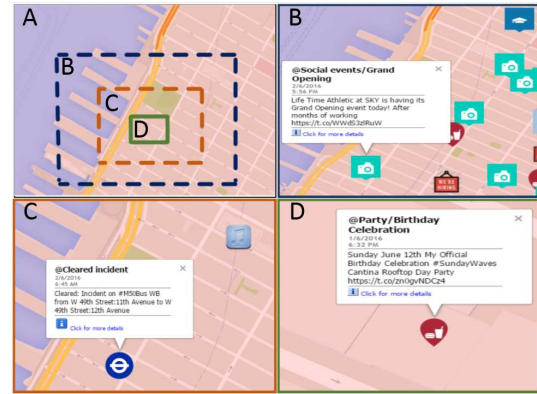 A
B
C
D
B
@Social events/Grand
Opening
2/6/2016
5:56 PM
Life Time Athletic at SKY is having its
Grand Opening event today! After
months of working
https://t.co/WWdS3zlRuW
Click for more details
WE'RE
HIRING
C
@Cleared incident
2/6/2016
6:45 AM
Cleared: Incident on #M50Bus WB
from W 49th Street:11th Avenue to W
49th Street:12th Avenue
Click for more details
D
@Party/Birthday
Celebration
1/6/2016
6:32 PM
Sunday June 12th My Official
Birthday Celebration #SundayWaves
Cantina Rooftop Day Party
https://t.co/zn0gvNDCz4
Click for more details